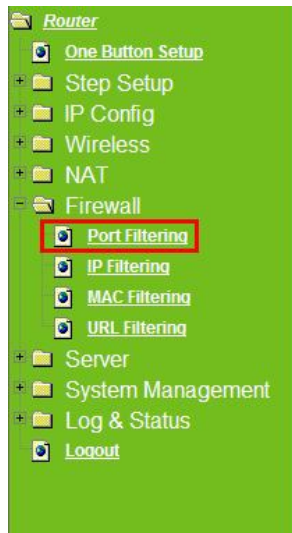 Router
One Button Setup
Step Setup
IP Config
Wireless
NAT
Firewall
Port Filtering
IP Filtering
MAC Filtering
URL Filtering
Server
System Management
Log & Status
Logout